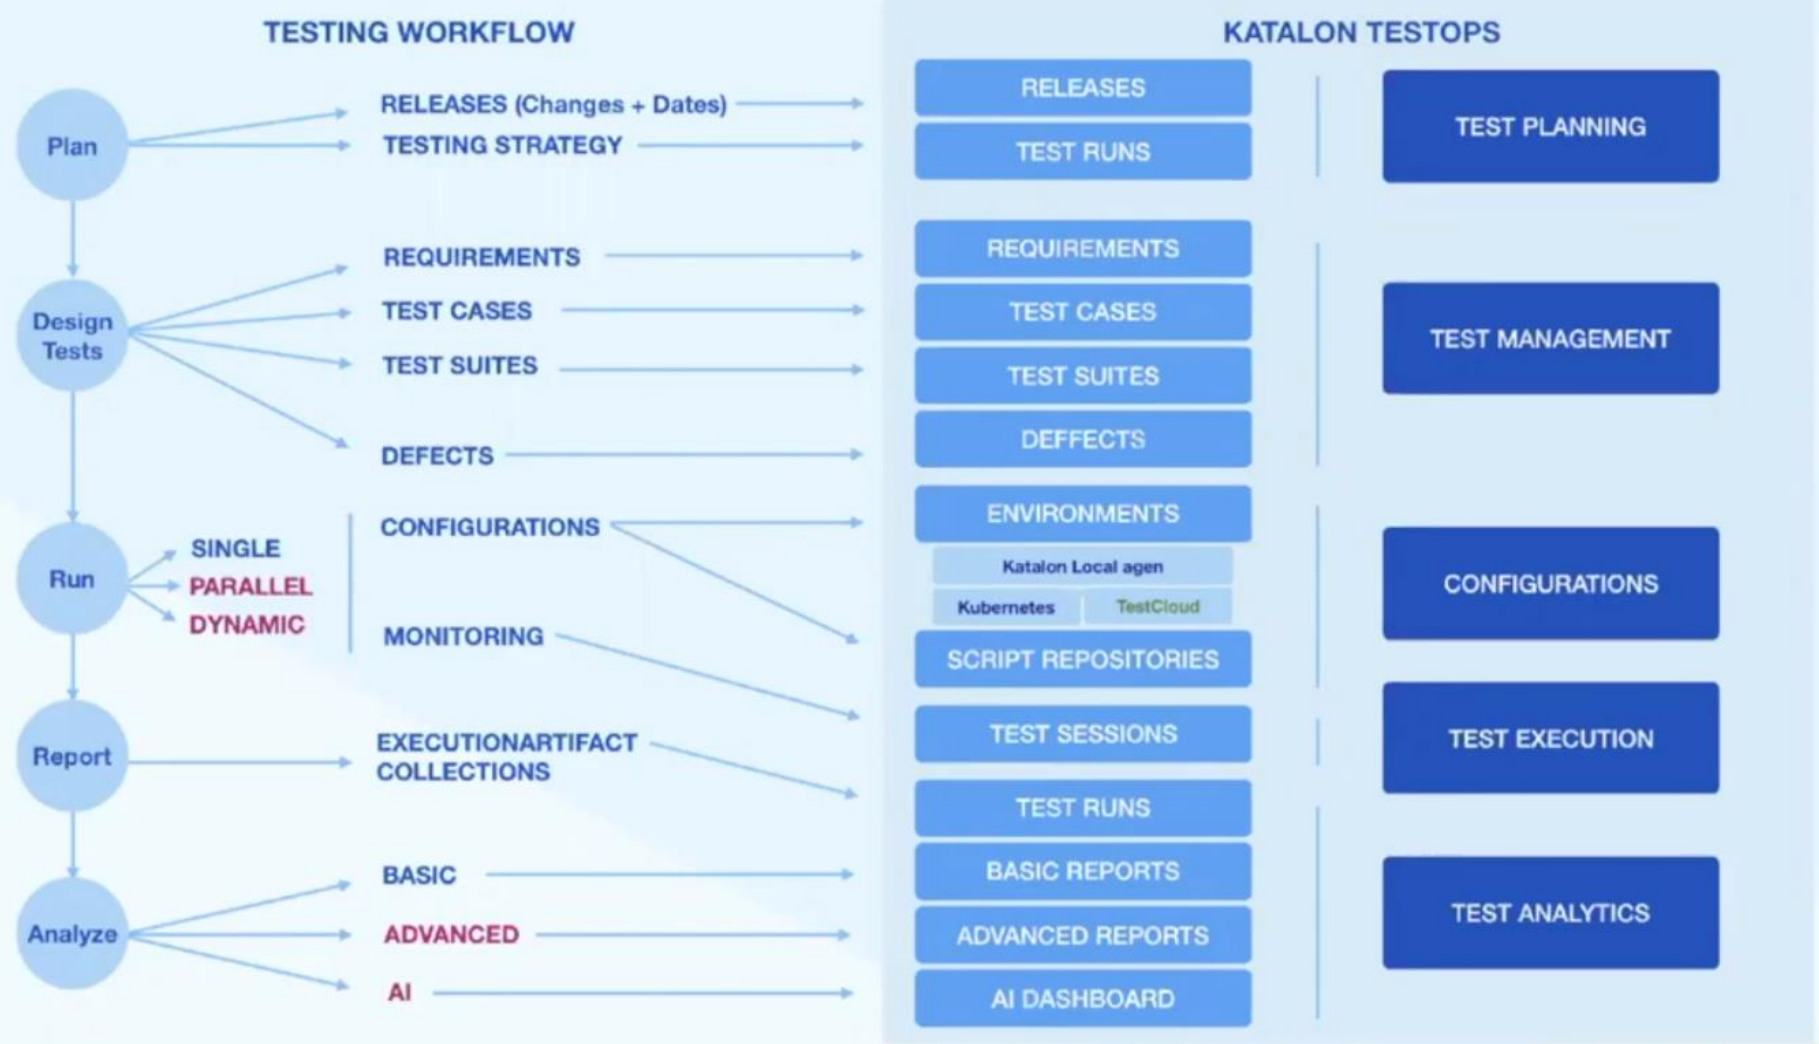 TESTING WORKFLOW
KATALON TESTOPS
Plan
RELEASES (Changes + Dates)
TESTING STRATEGY
RELEASES
TEST RUNS
TEST PLANNING
Design
Tests
REQUIREMENTS
TEST CASES
TEST SUITES
DEFECTS
REQUIREMENTS
TEST CASES
TEST SUITES
DEFFECTS
TEST MANAGEMENT
Run
SINGLE
PARALLEL
DYNAMIC
CONFIGURATIONS
MONITORING
ENVIRONMENTS
Katalon Local agen
Kubernetes
TestCloud
SCRIPT REPOSITORIES
CONFIGURATIONS
TEST SESSIONS
TEST EXECUTION
Report
EXECUTIONARTIFACT
COLLECTIONS
TEST RUNS
Analyze
BASIC
ADVANCED
AI
BASIC REPORTS
ADVANCED REPORTS
AI DASHBOARD
TEST ANALYTICS